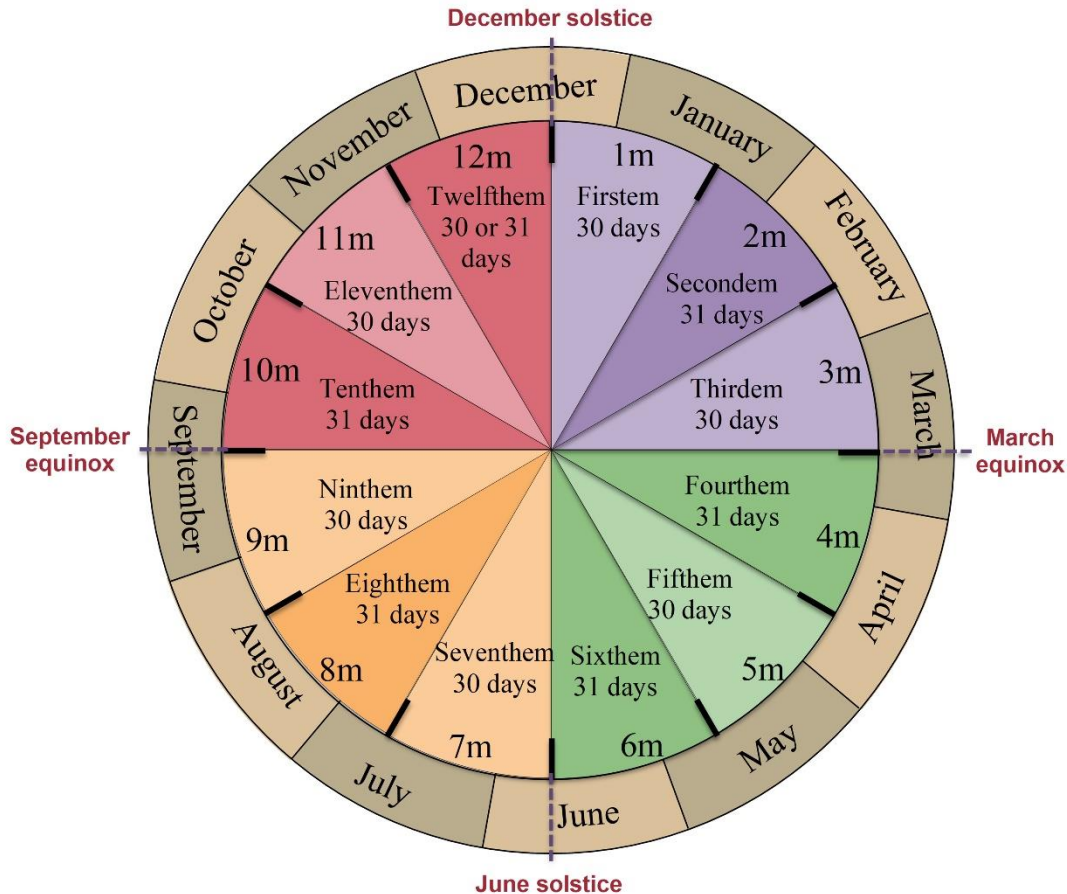 December solstice
December
January
February
March
April
May
June
July
August
September
October
November
March
equinox
June solstice
September
equinox
1m
Firstem
30 days
2m
Secondem
31 days
3m
Thirdem
30 days
Fourthem
31 days
4m
Fifthem
30 days
5m
Sixthem
31 days
6m
Seventhem
30 days
7m
Eighthem
31 days
8m
Ninthem
30 days
9m
10m
Tenthem
31 days
11m
Eleventhem
30 days
12m
Twelfthem
30 or 31
days